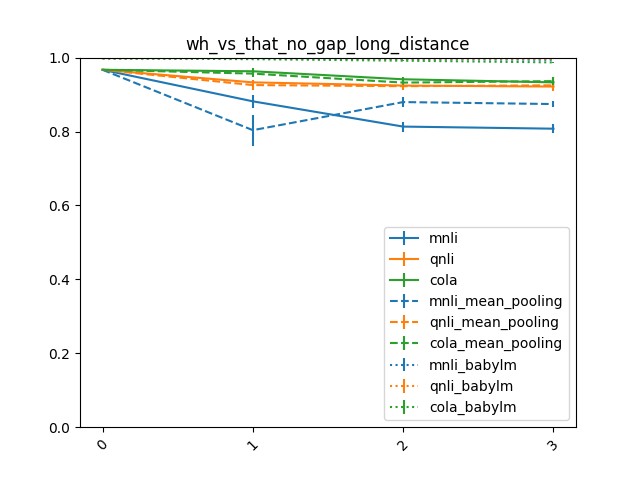 wh_vs_that_no_gap_long_distance
1.0
0.8
0.6
0.4
0.2
0.0
0
1
2
3
mnli
qnli
cola
mnli_mean_pooling
qnli_mean_pooling
cola_mean_pooling
mnli_babylm
qnli_babylm
cola_babylm